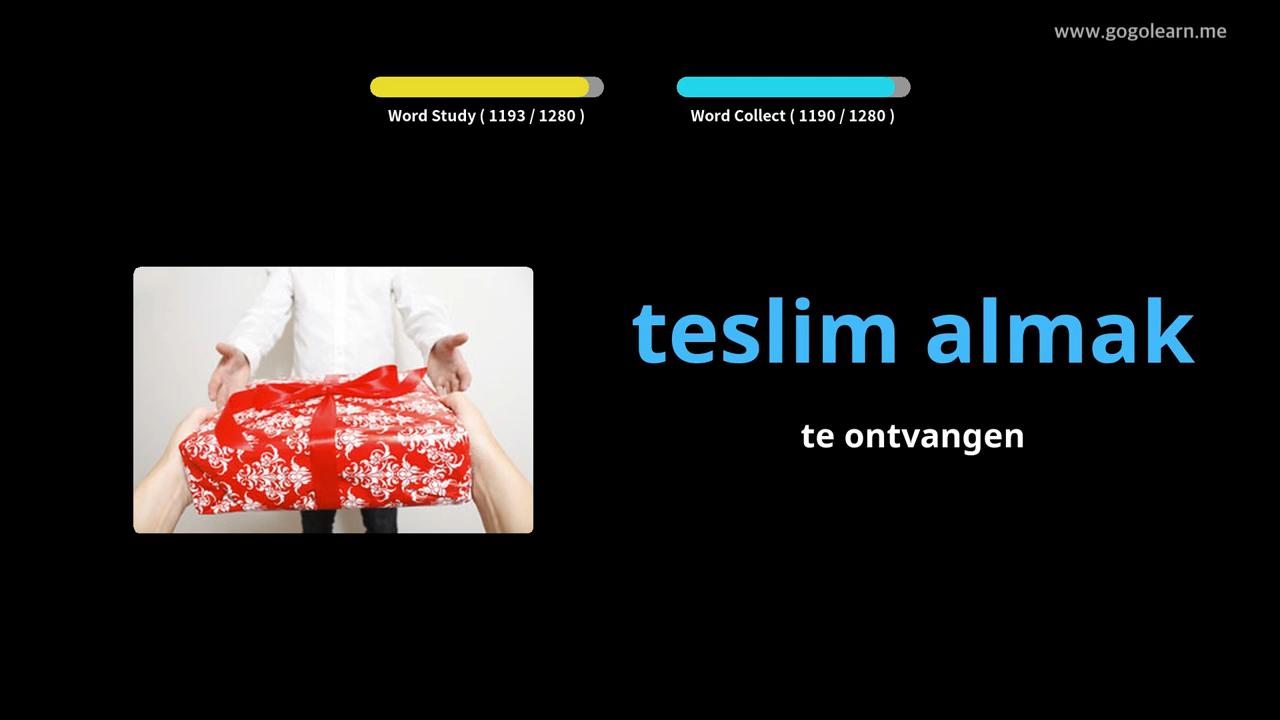 www.gogolearn.me
Word Study ( 1193 / 1280 )
Word Collect ( 1190 / 1280 )
teslim almak
te ontvangen